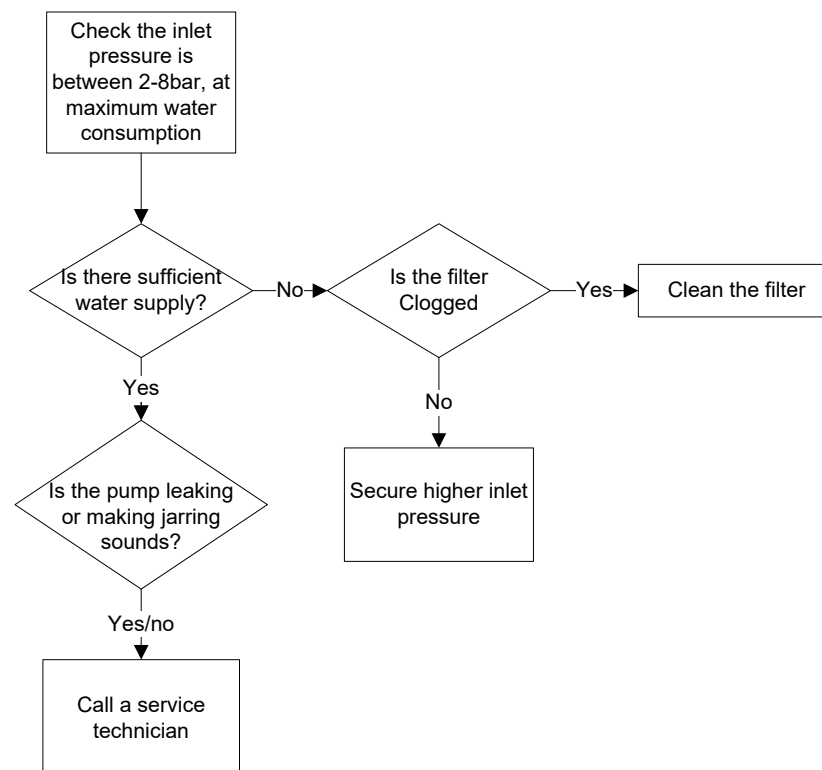 Check the inlet
pressure is
between 2-8bar, at
maximum water
consumption
Is there sufficient
water supply?
No
Is the filter
Clogged
Yes
Clean the filter
Yes
No
Is the pump leaking
or making jarring
sounds?
Secure higher inlet
pressure
Yes/no
Call a service
technician